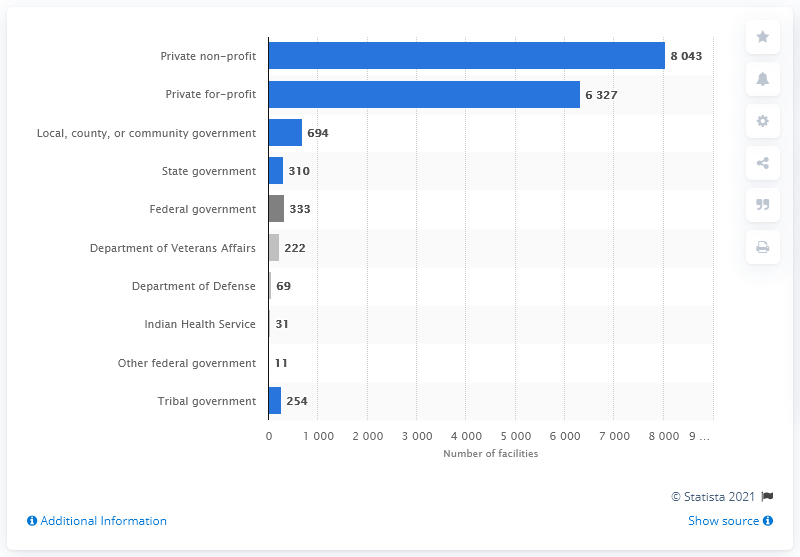 Private non-profit 8 043
Private for-profit 6 327
Local, county, or community government 694
State government 310
Federal government 333
Department of Veterans Affairs 222
Department of Defense 69
Indian Health Service 31
Other federal government 11
Tribal government 254
0 1 000 2 000 3 000 4 000 5 000 6 000 7 000 8 000 9 ...
Number of facilities
© Statista 2021
Additional Information Show source